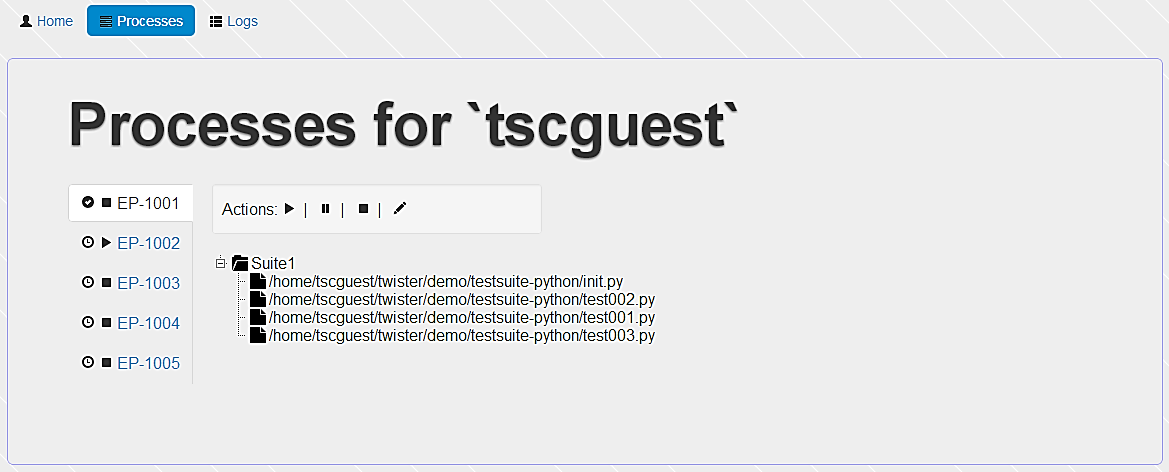 Home Processes Logs
Processes for `tscguest`
EP-1001
EP-1002
EP-1003
EP-1004
EP-1005
Actions: | | |
Suite1
/home/tscguest/twister/demo/testsuite-python/init.py
/home/tscguest/twister/demo/testsuite-python/test002.py
/home/tscguest/twister/demo/testsuite-python/test001.py
/home/tscguest/twister/demo/testsuite-python/test003.py